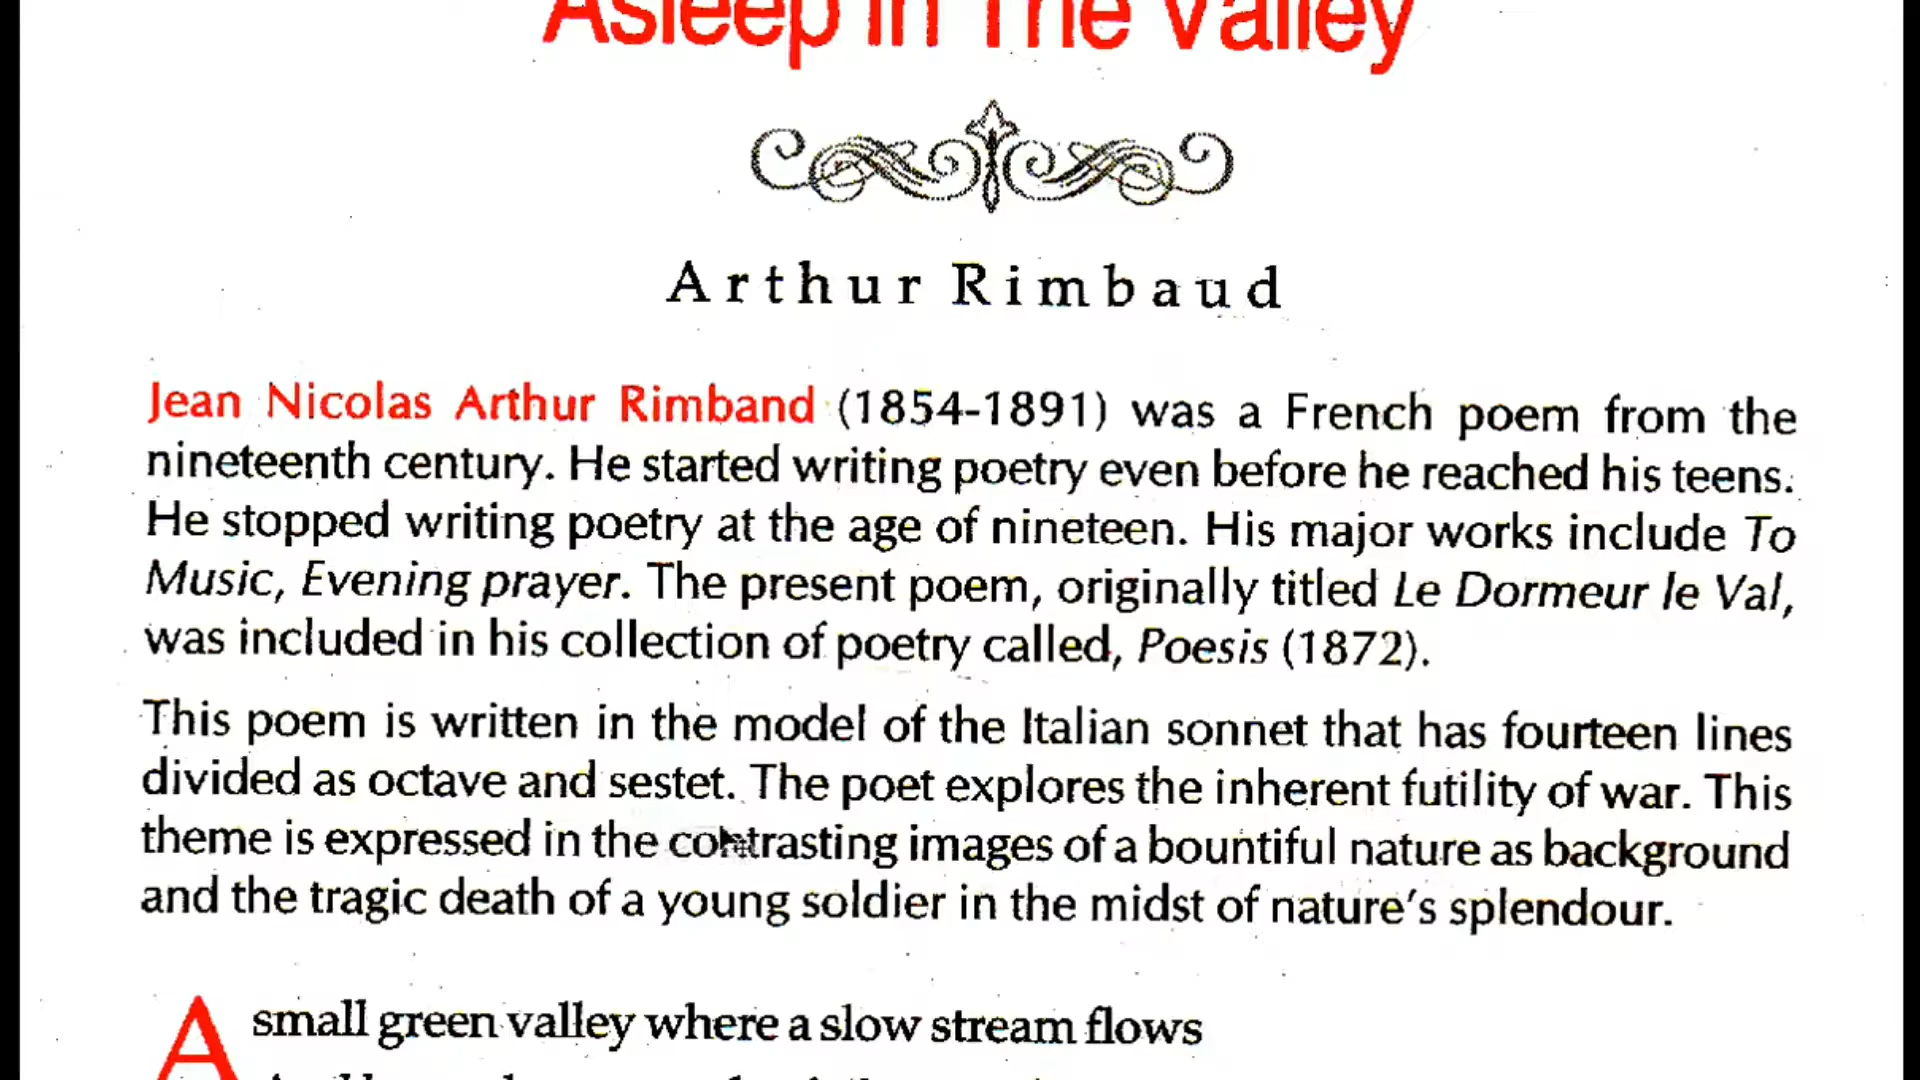 Asleep In The Valley
Arthur Rimbaud
Jean Nicolas Arthur Rimband (1854-1891) was a French poem from the
nineteenth century. He started writing poetry even before he reached his teens.
He stopped writing poetry at the age of nineteen. His major works include To
Music, Evening prayer. The present poem, originally titled Le Dormeur le Val,
was included in his collection of poetry called, Poesis (1872).
This poem is written in the model of the Italian sonnet that has fourteen lines
divided as octave and sestet. The poet explores the inherent futility of war. This
theme is expressed in the contrasting images of a bountiful nature as background
and the tragic death of a young soldier in the midst of nature's splendour.
A small green valley where a slow stream flows